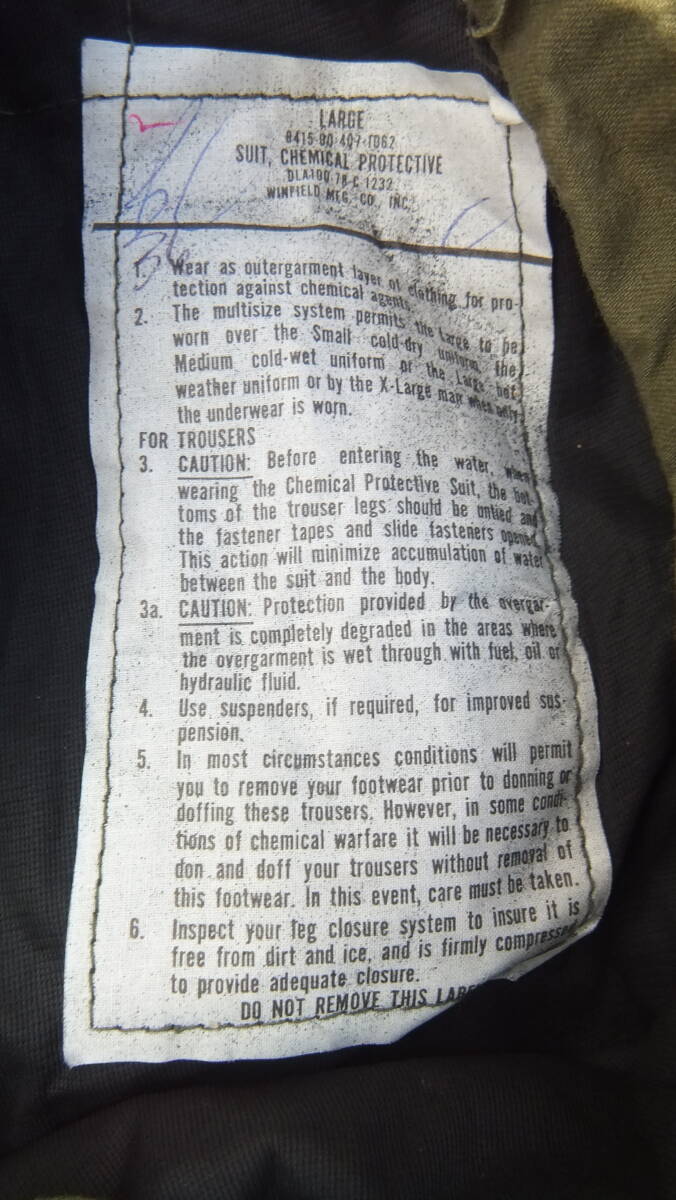 LARGE
8415-00-407-1062
SUIT, CHEMICAL PROTECTIVE
DLA100-78-C-1232
WINFIELD MFG. CO., INC.
1. Wear as outergarment layer of clothing for pro-
tection against chemical agents.
2. The multisize system permits the Large to be
worn over the Small cold-dry uniform, the
Medium cold-wet uniform or the Large hot
weather uniform or by the X-Large man when only
the underwear is worn.
FOR TROUSERS
3. CAUTION: Before entering the water, when
wearing the Chemical Protective Suit, the bot-
toms of the trouser legs should be untied and
the fastener tapes and slide fasteners opened.
This action will minimize accumulation of water
between the suit and the body.
3a. CAUTION: Protection provided by the overgar-
ment is completely degraded in the areas where
the overgarment is wet through with fuel, oil or
hydraulic fluid.
4. Use suspenders, if required, for improved sus-
pension.
5. In most circumstances conditions will permit
you to remove your footwear prior to donning or
doffing these trousers. However, in some condi-
tions of chemical warfare it will be necessary to
don and doff your trousers without removal of
this footwear. In this event, care must be taken.
6. Inspect your leg closure system to insure it is
free from dirt and ice, and is firmly compressed
to provide adequate closure.
DO NOT REMOVE THIS LABE